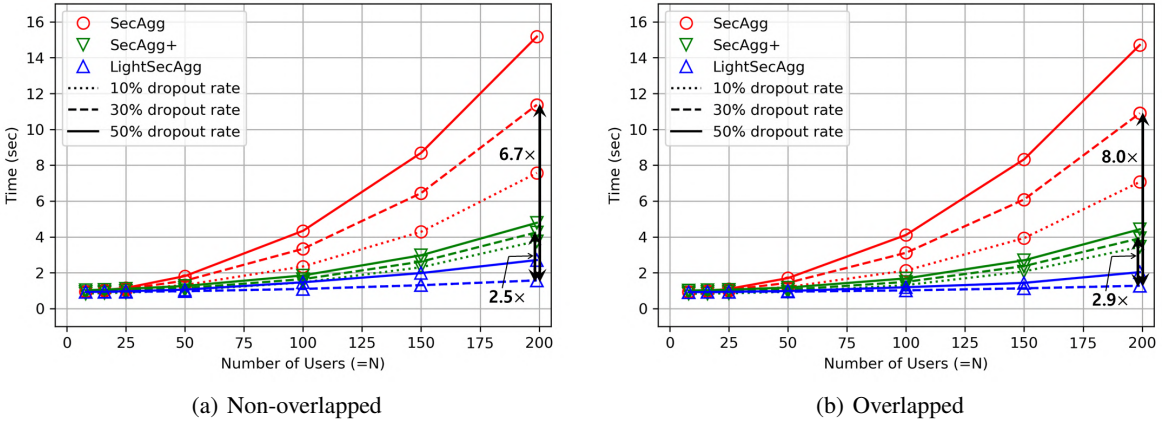 16
14
12
10
8
6
4
2
0
Time (sec)
SecAgg
SecAgg+
LightSecAgg
10% dropout rate
30% dropout rate
50% dropout rate
6.7×
2.5×
0 25 50 75 100 125 150 175 200
Number of Users (=N)
(a) Non-overlapped
16
14
12
10
8
6
4
2
0
Time (sec)
SecAgg
SecAgg+
LightSecAgg
10% dropout rate
30% dropout rate
50% dropout rate
8.0×
2.9×
0 25 50 75 100 125 150 175 200
Number of Users (=N)
(b) Overlapped